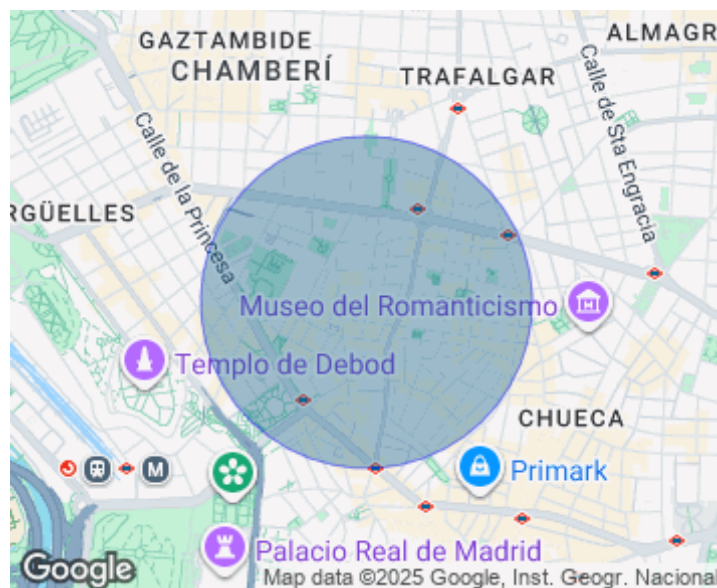 GAZTAMBIDE
CHAMBERÍ
ALMAGR
TRAFALGAR
Calle de Sta Engracia
Calle de la Princesa
RGÜELLES
Museo del Romanticismo
Templo de Debod
CHUECA
M
Primark
Palacio Real de Madrid
Google
Map data ©2025 Google, Inst. Geogr. Nacional